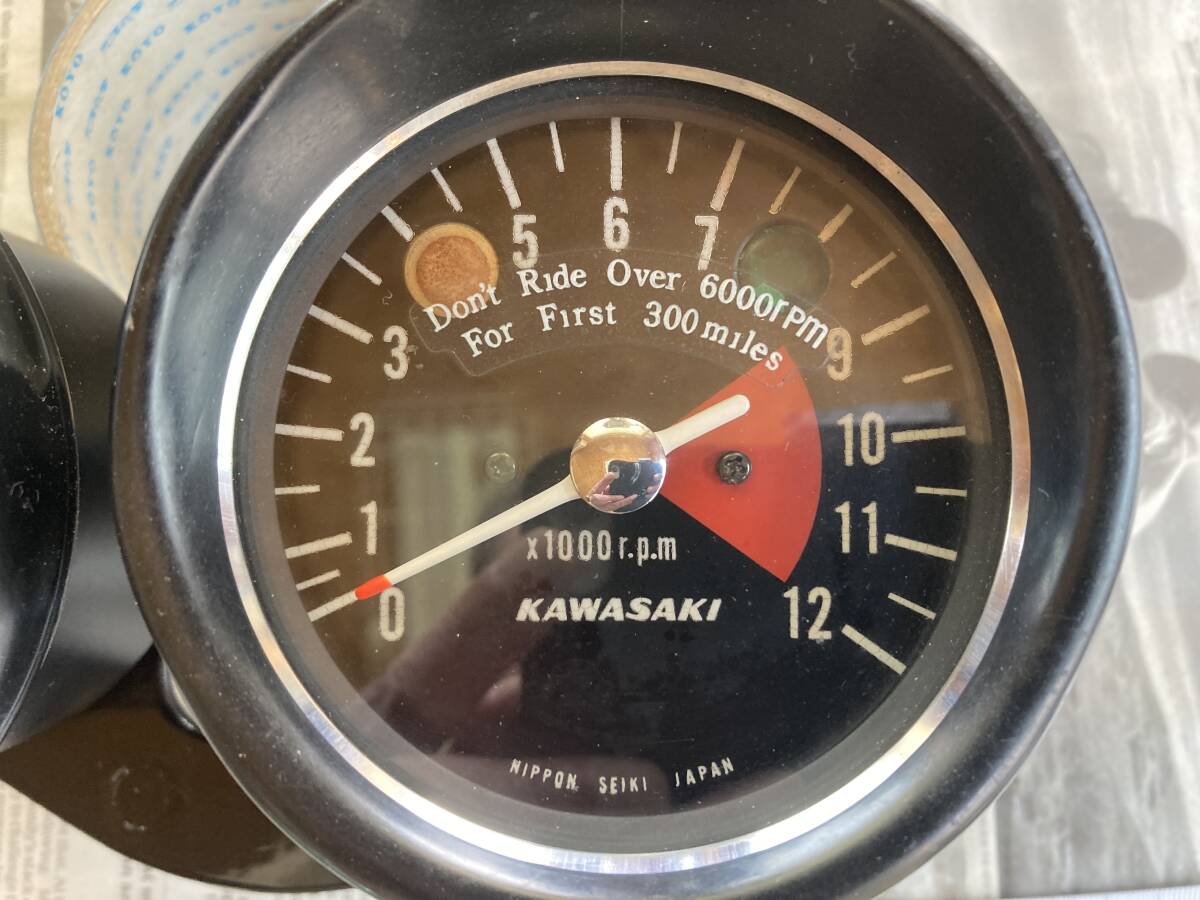 KOYO
5 6 7
Don't Ride Over 6000rpm
For First 300miles
3 9
2 10
1 11
x1000 r.p.m
0 KAWASAKI 12
NIPPON SEIKI JAPAN